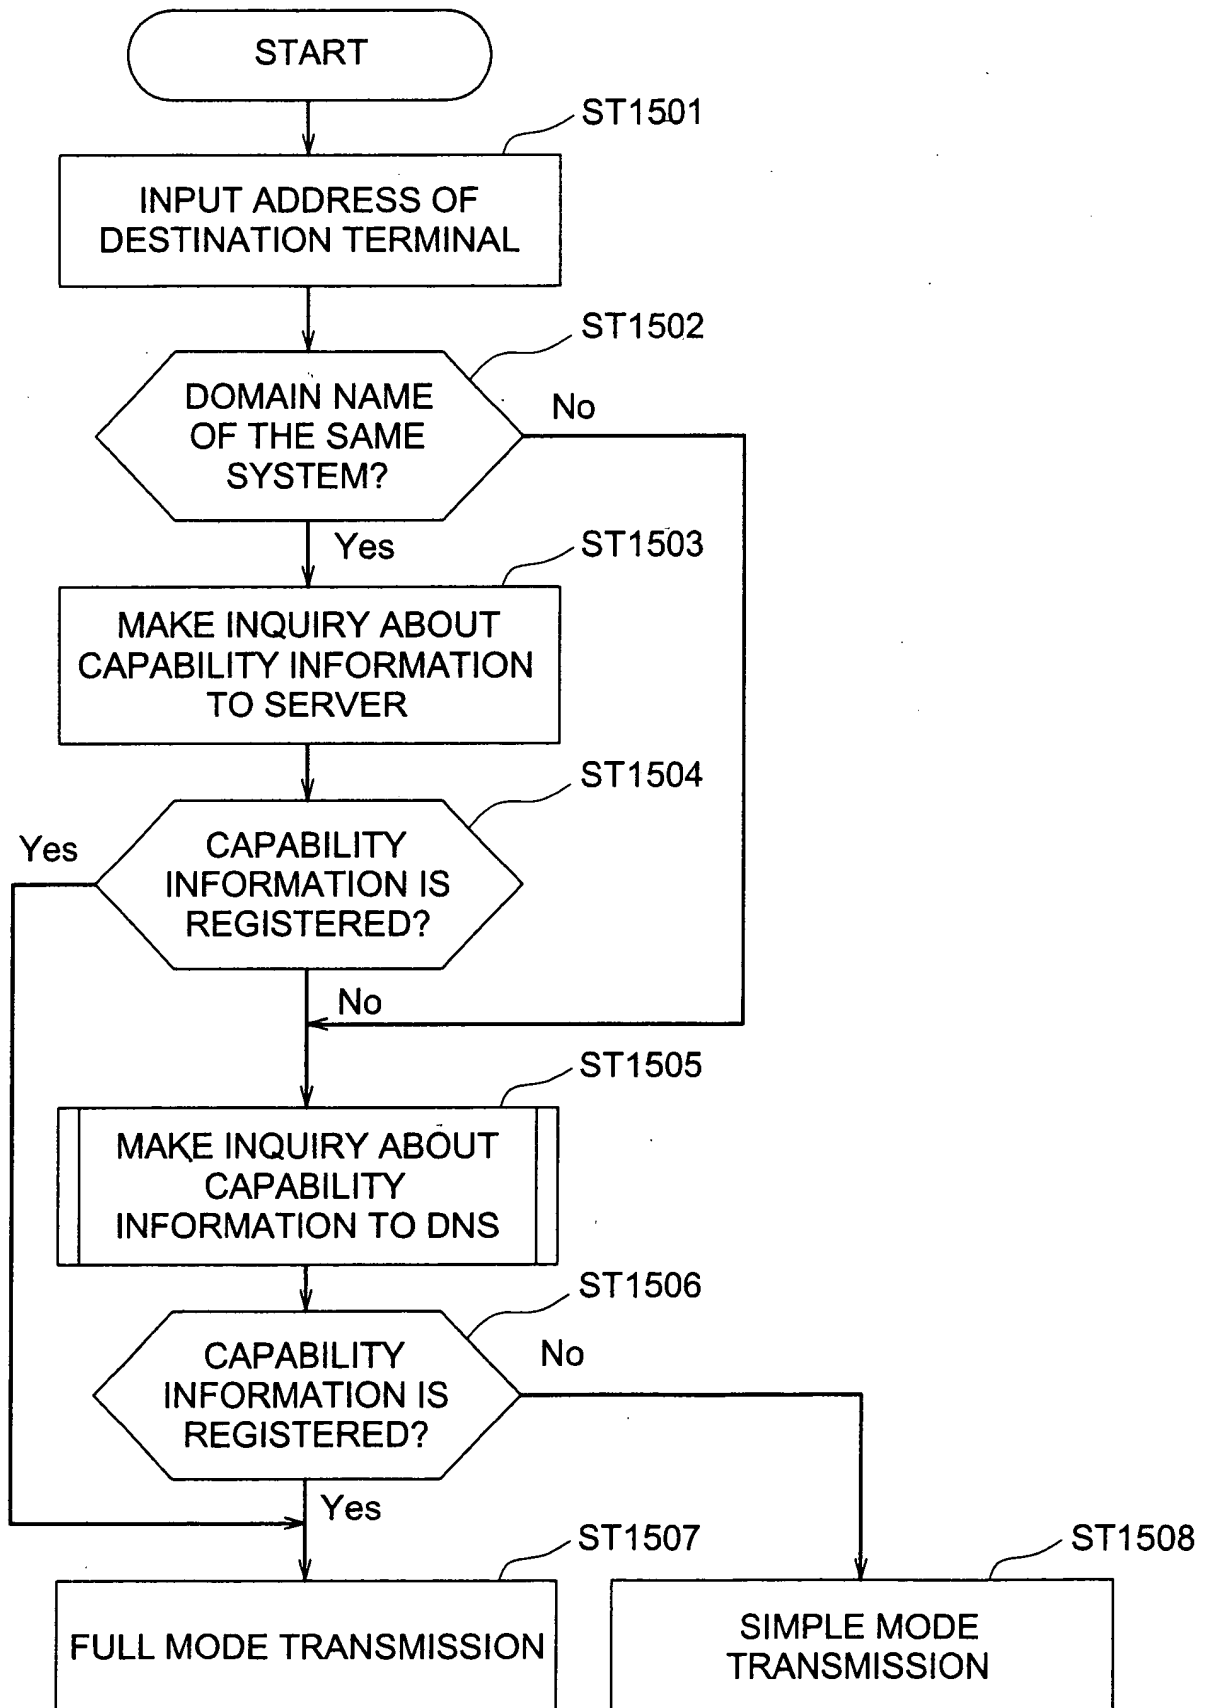 START
ST1501
INPUT ADDRESS OF
DESTINATION TERMINAL
ST1502
DOMAIN NAME
OF THE SAME
SYSTEM?
No
Yes
ST1503
MAKE INQUIRY ABOUT
CAPABILITY INFORMATION
TO SERVER
ST1504
Yes
CAPABILITY
INFORMATION IS
REGISTERED?
No
ST1505
MAKE INQUIRY ABOUT
CAPABILITY
INFORMATION TO DNS
ST1506
CAPABILITY
INFORMATION IS
REGISTERED?
No
Yes
ST1507
FULL MODE TRANSMISSION
ST1508
SIMPLE MODE
TRANSMISSION